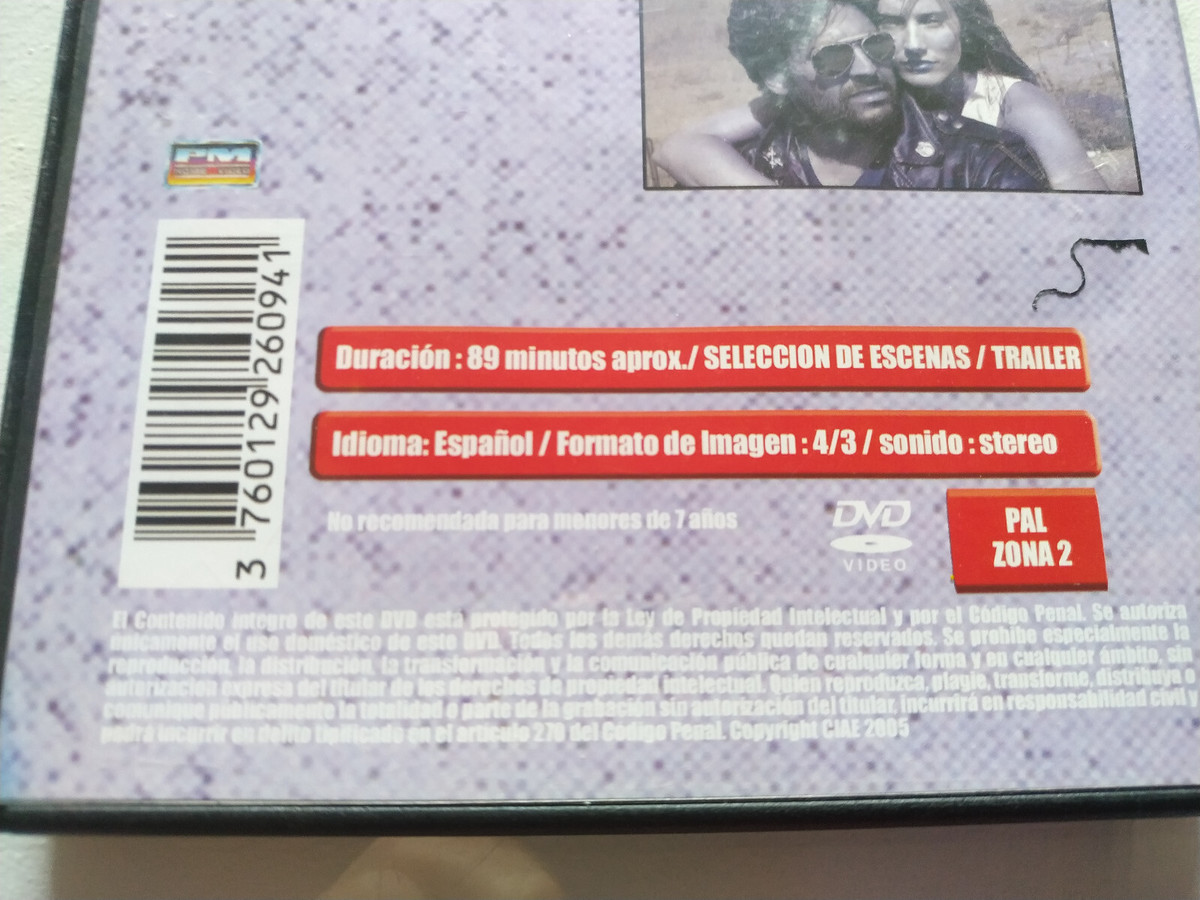 FM
HOME VIDEO
3 760129 260941
Duración : 89 minutos aprox./ SELECCION DE ESCENAS / TRAILER
Idioma: Español / Formato de Imagen : 4/3 / sonido : stereo
No recomendada para menores de 7 años
DVD
VIDEO
PAL
ZONA 2
El Contenido íntegro de este DVD esta protegido por la Ley de Propiedad Intelectual y por el Código Penal. Se autoriza
únicamente el uso doméstico de este DVD. Todos los demás derechos quedan reservados. Se prohibe especialmente la
reproducción, la distribución, la transformación y la comunicación pública de cualquier forma y en cualquier ámbito, sin
autorizacion expresa del titular de los derechos de propiedad intelectual. Quien reproduzca, plagie, transforme, distribuya o
comunique públicamente la totalidad o parte de la grabación sin autorización del titular, incurrirá en responsabilidad civil y
podrá incurrir en delito tipificado en el artículo 270 del Código Penal. Copyright CIAE 2005